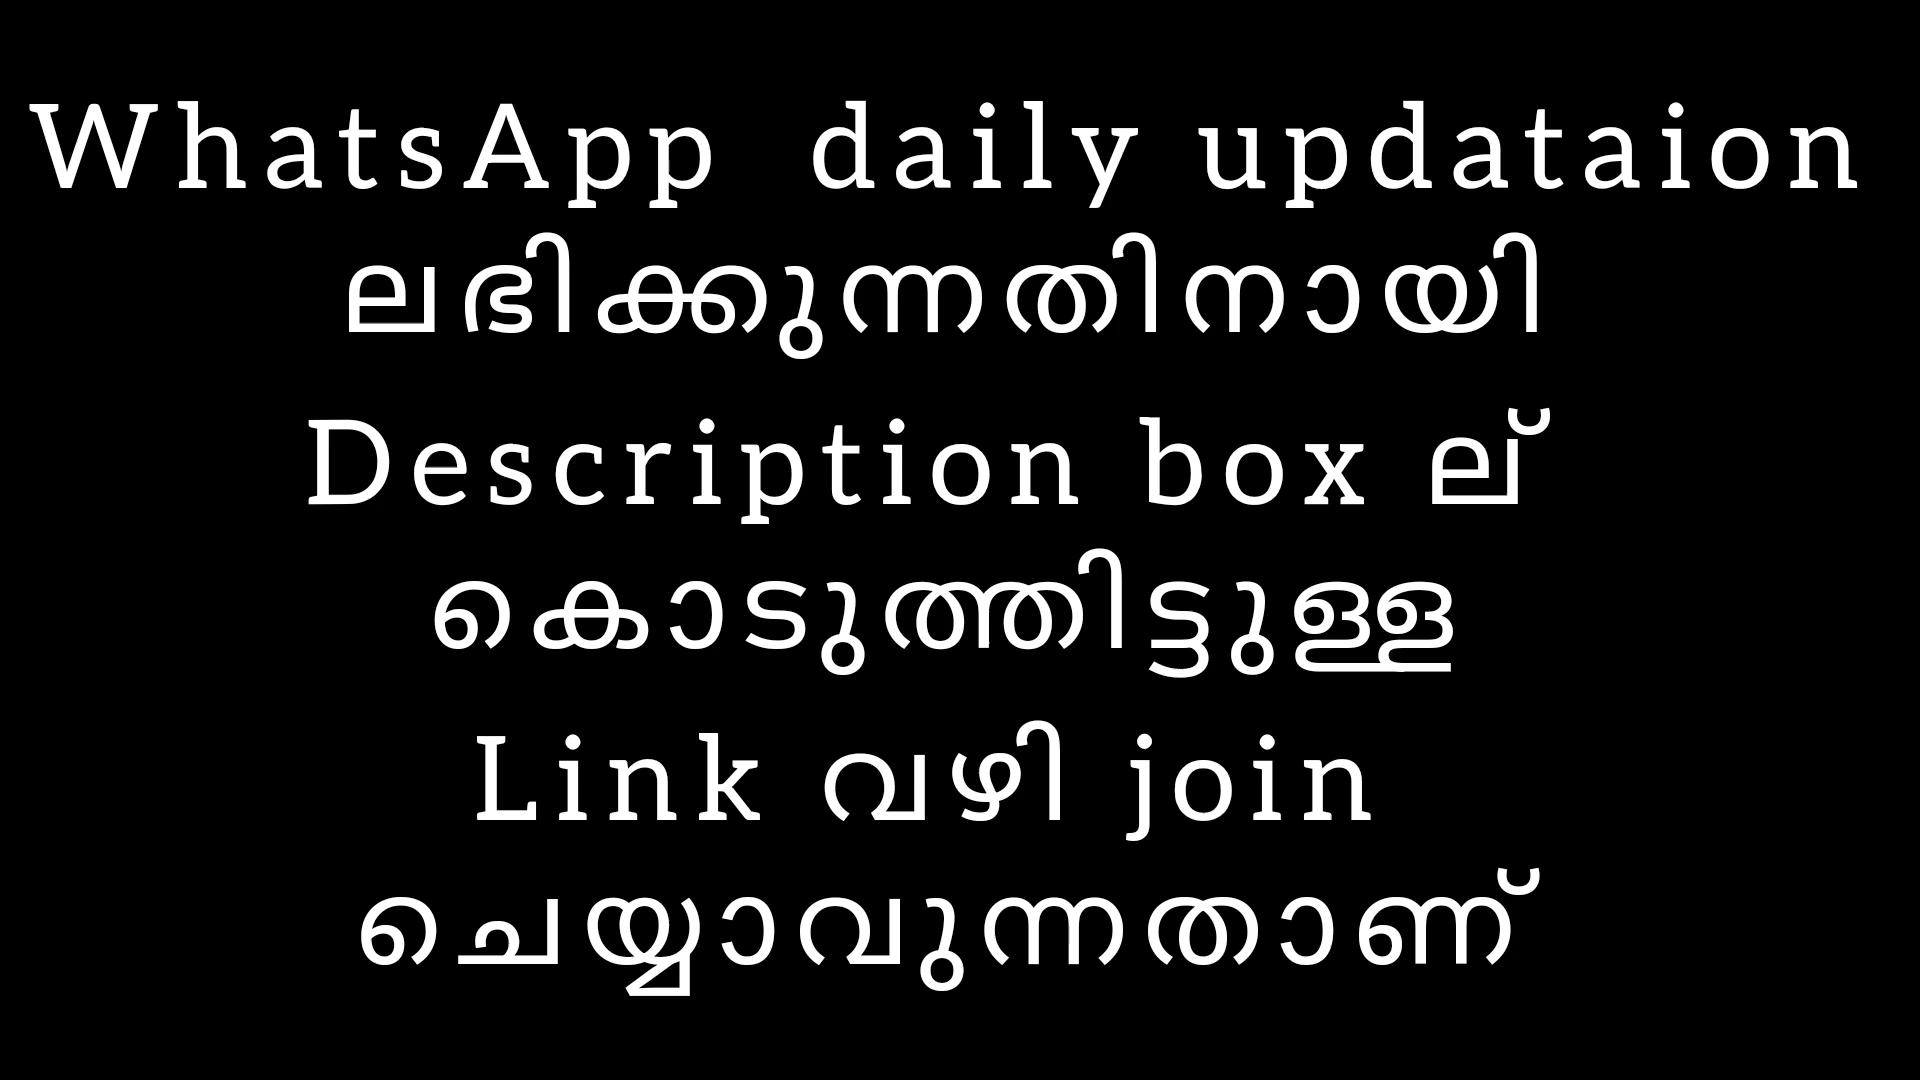 WhatsApp daily updataion
ലഭിക്കുന്നതിനായി
Description box ല്
കൊടുത്തിട്ടുള്ള
Link വഴി join
ചെയ്യാവുന്നതാണ്